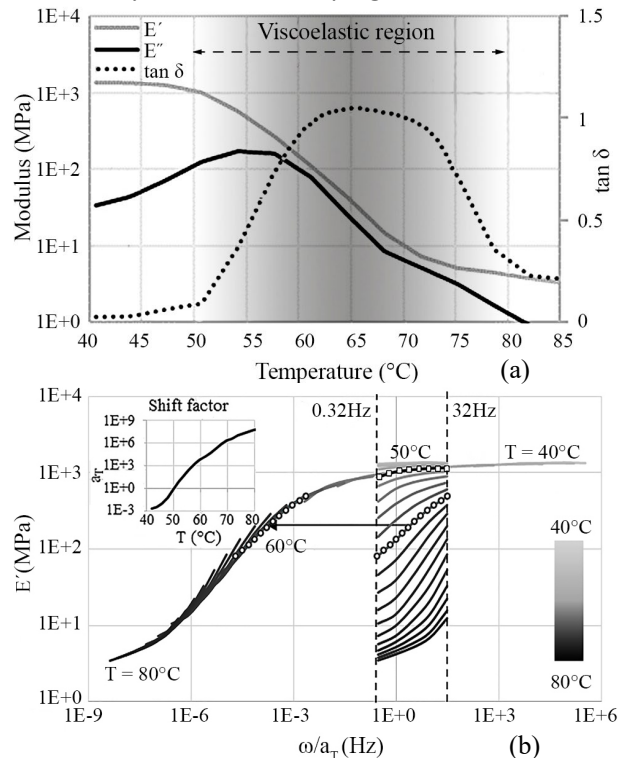 1E+4
1.5
E′
E″
tan δ
Viscoelastic region
1E+3
1
1E+2
Modulus (MPa)
tan δ
0.5
1E+1
1E+0
0
40 45 50 55 60 65 70 75 80 85
Temperature (°C)
(a)
1E+4
Shift factor
0.32Hz
32Hz
1E+9
1E+6
1E+3
1E+0
1E-3
a_T
40 50 60 70 80
T (°C)
50°C
T = 40°C
1E+3
60°C
1E+2
E′(MPa)
40°C
1E+1
T = 80°C
80°C
1E+0
1E-9 1E-6 1E-3 1E+0 1E+3 1E+6
ω/a_T (Hz)
(b)